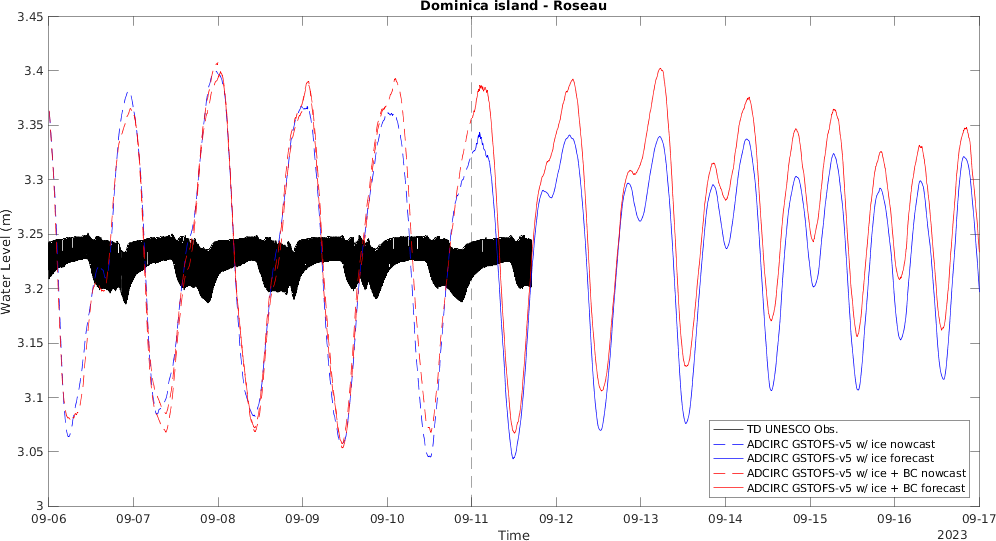 Dominica island - Roseau
3.45
3.4
3.35
3.3
3.25
3.2
3.15
3.1
3.05
3
Water Level (m)
09-06 09-07 09-08 09-09 09-10 09-11 09-12 09-13 09-14 09-15 09-16 09-17
Time
2023
TD UNESCO Obs.
ADCIRC GSTOFS-v5 w/ ice nowcast
ADCIRC GSTOFS-v5 w/ ice forecast
ADCIRC GSTOFS-v5 w/ ice + BC nowcast
ADCIRC GSTOFS-v5 w/ ice + BC forecast